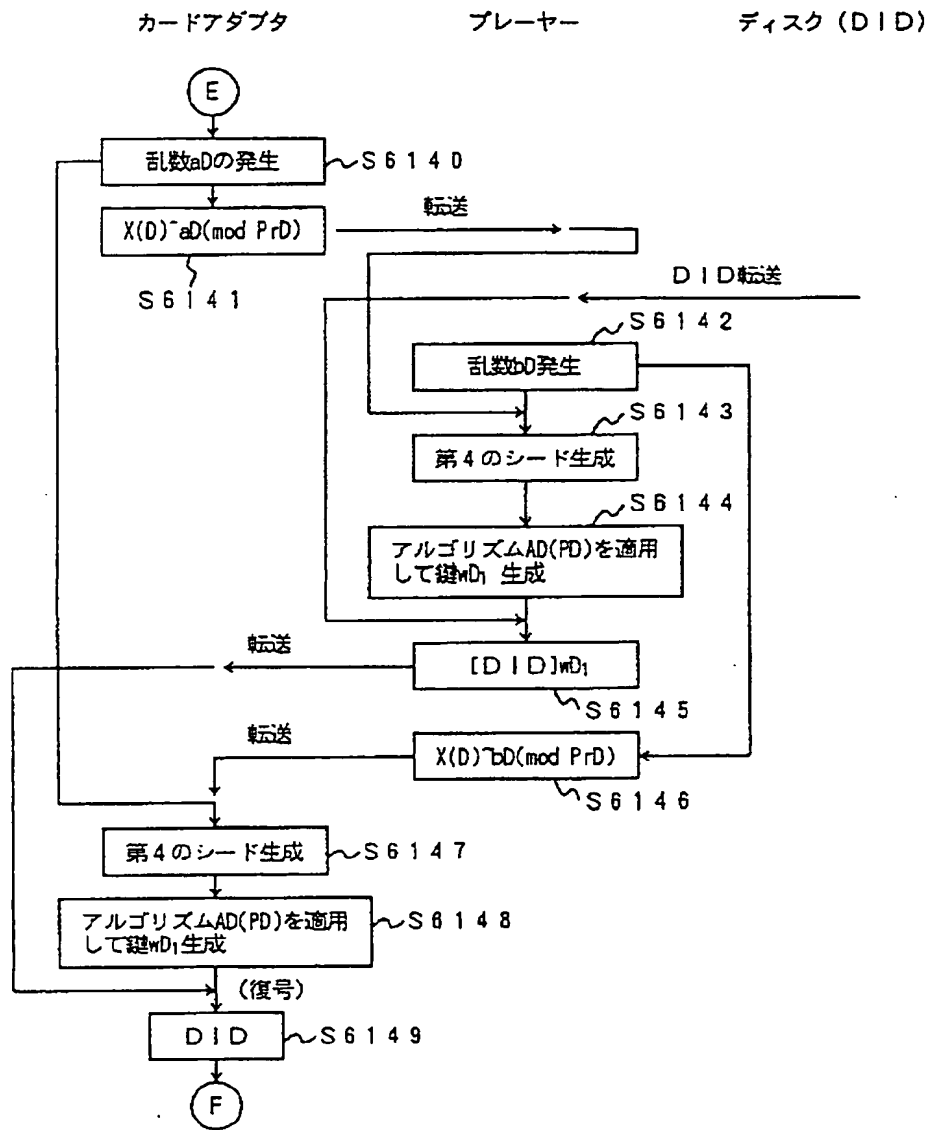 カードアダプタ
プレーヤー
ディスク（DID）
E
乱数aDの発生
S6140
X(D)^aD(mod PrD)
転送
S6141
DID転送
S6142
乱数bD発生
S6143
第4のシード生成
S6144
アルゴリズムAD(PD)を適用
して鍵wD₁ 生成
転送
[DID]wD₁
S6145
転送
X(D)^bD(mod PrD)
S6146
第4のシード生成
S6147
アルゴリズムAD(PD)を適用
して鍵wD₁生成
S6148
(復号)
DID
S6149
F